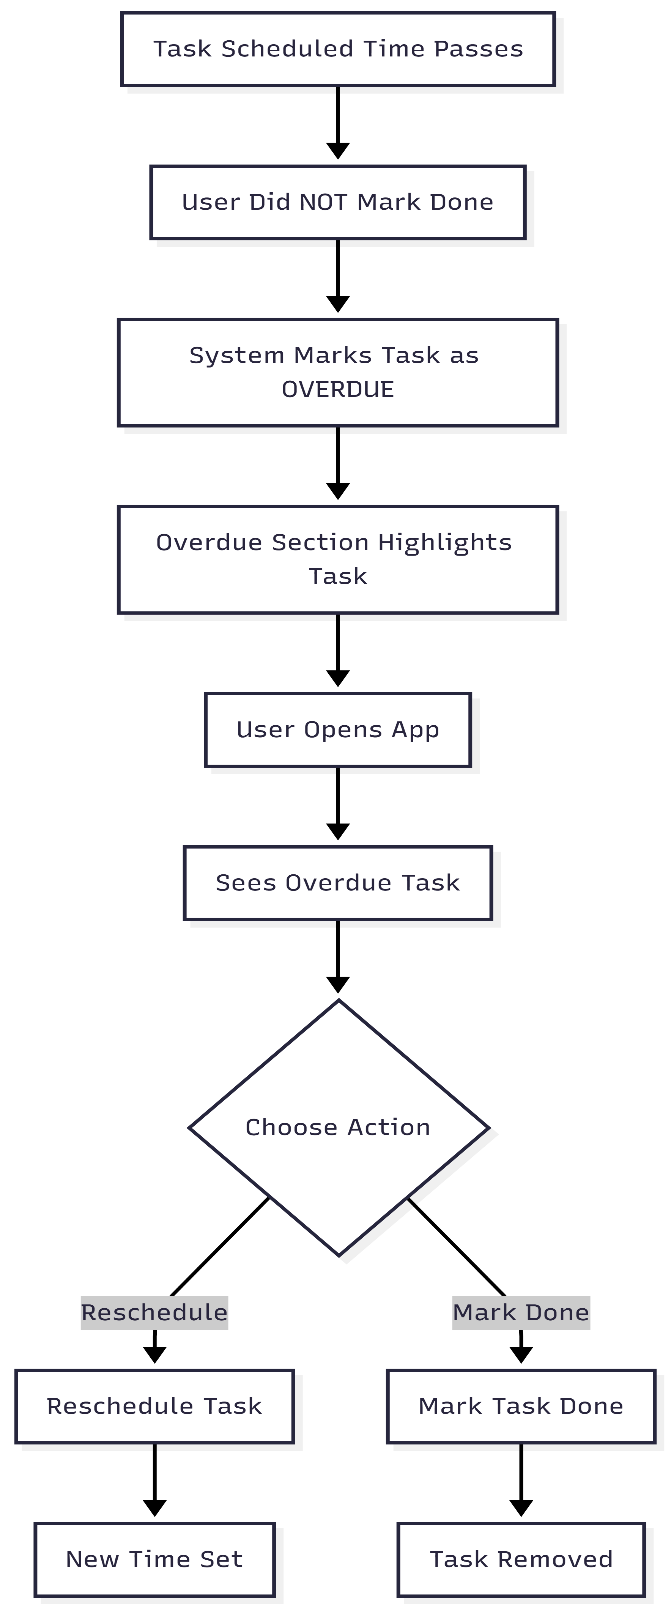 Task Scheduled Time Passes
User Did NOT Mark Done
System Marks Task as
OVERDUE
Overdue Section Highlights
Task
User Opens App
Sees Overdue Task
Choose Action
Reschedule
Mark Done
Reschedule Task
Mark Task Done
New Time Set
Task Removed